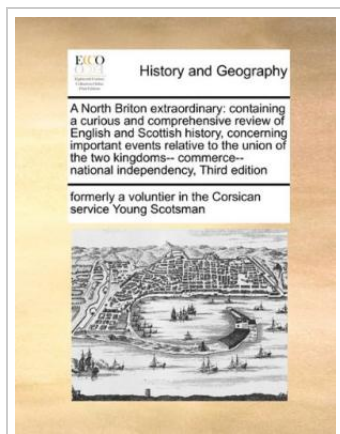 ECCO
History and Geography
A North Briton extraordinary: containing
a curious and comprehensive review of
English and Scottish history, concerning
important events relative to the union of
the two kingdoms-- commerce--
national independency, Third edition
formerly a voluntier in the Corsican
service Young Scotsman